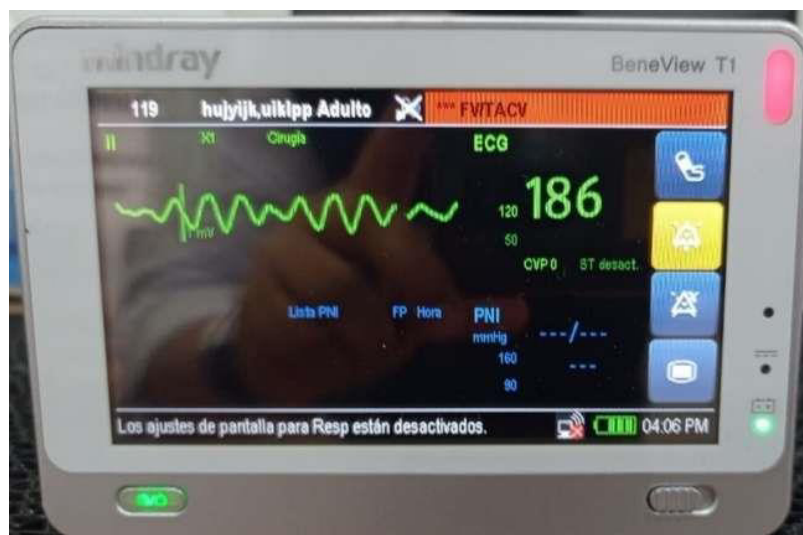 mindray BeneView T1
119 hujyijk,uiklpp Adulto *** FV/TACV
II X1 Cirugía ECG
186
120
50
1 mV
CVP 0 ST desact.
Lista PNI FP Hora PNI
mmHg ---/---
160 ---
90
Los ajustes de pantalla para Resp están desactivados. 04:06 PM